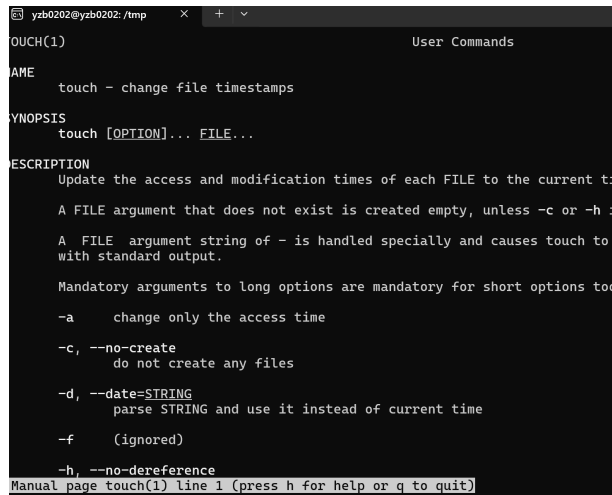 yzb0202@yzb0202: /tmp
OUCH(1) User Commands
AME
touch - change file timestamps
YNOPSIS
touch [OPTION]... FILE...
ESCRIPTION
Update the access and modification times of each FILE to the current
A FILE argument that does not exist is created empty, unless -c or -h
A FILE argument string of - is handled specially and causes touch to
with standard output.
Mandatory arguments to long options are mandatory for short options
-a change only the access time
-c, --no-create
do not create any files
-d, --date=STRING
parse STRING and use it instead of current time
-f (ignored)
-h, --no-dereference
Manual page touch(1) line 1 (press h for help or q to quit)